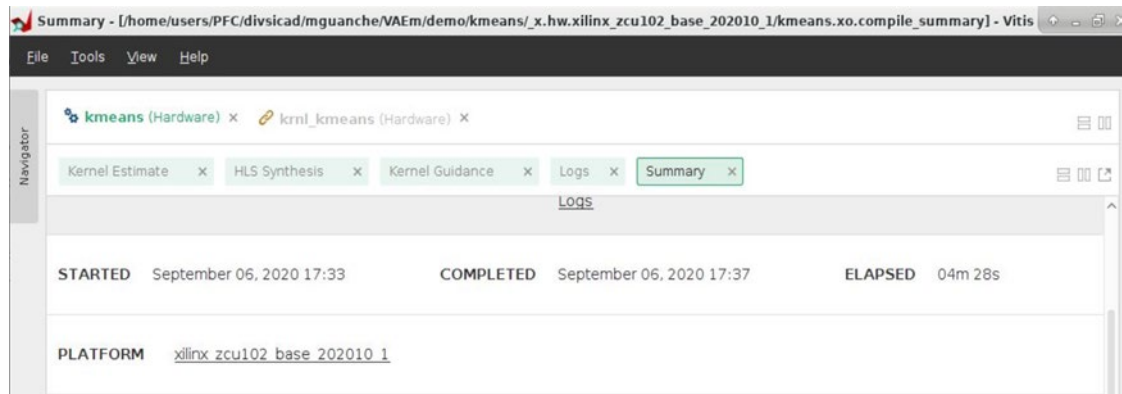 Summary - [/home/users/PFC/divsicad/mguanche/VAEm/demo/kmeans/_x.hw.xilinx_zcu102_base_202010_1/kmeans.xo.compile_summary] - Vitis
File Tools View Help
Navigator
kmeans (Hardware) × krnl_kmeans (Hardware) ×
Kernel Estimate × HLS Synthesis × Kernel Guidance × Logs × Summary ×
Logs
STARTED September 06, 2020 17:33 COMPLETED September 06, 2020 17:37 ELAPSED 04m 28s
PLATFORM xilinx_zcu102_base_202010_1